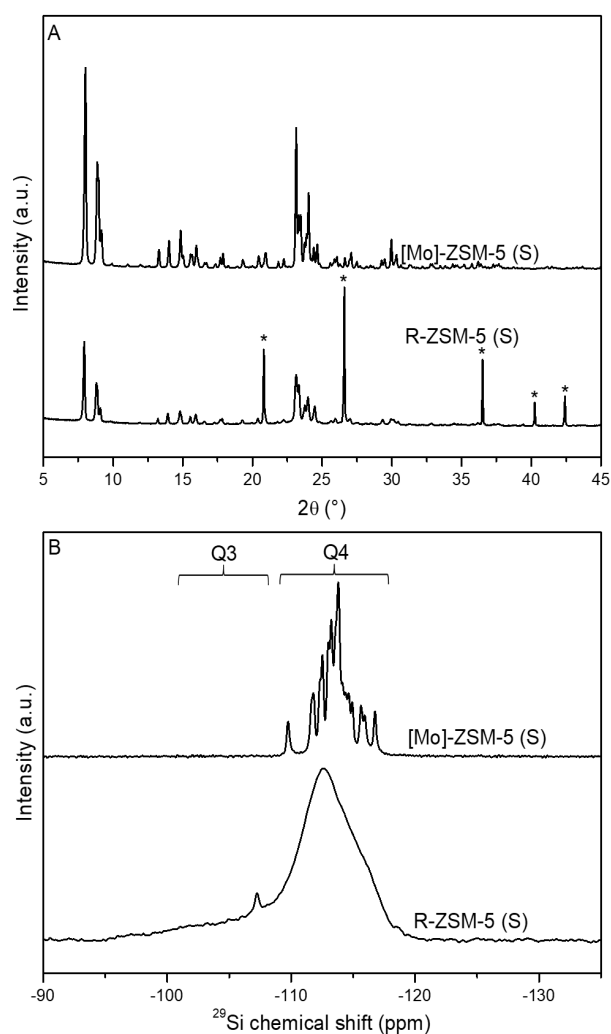 A
Intensity (a.u.)
[Mo]-ZSM-5 (S)
R-ZSM-5 (S)
* * * * *
5 10 15 20 25 30 35 40 45
2θ (°)
B
Q3 Q4
Intensity (a.u.)
[Mo]-ZSM-5 (S)
R-ZSM-5 (S)
-90 -100 -110 -120 -130
²⁹Si chemical shift (ppm)